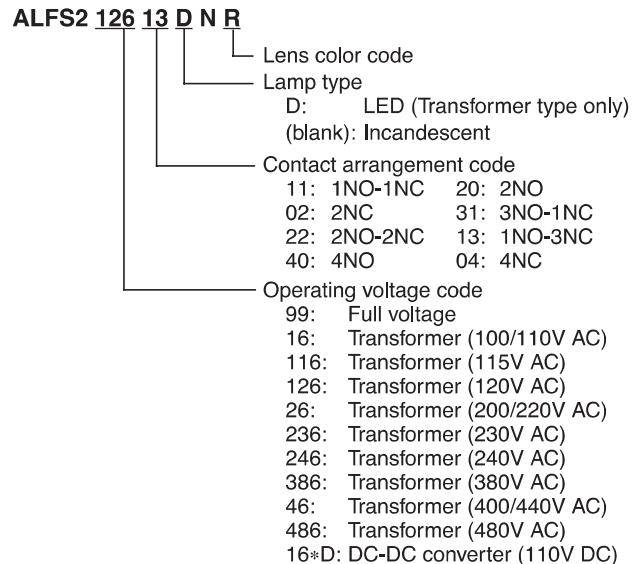 ALFS2 126 13 D N R
Lens color code
Lamp type
D: LED (Transformer type only)
(blank): Incandescent
Contact arrangement code
11: 1NO-1NC 20: 2NO
02: 2NC 31: 3NO-1NC
22: 2NO-2NC 13: 1NO-3NC
40: 4NO 04: 4NC
Operating voltage code
99: Full voltage
16: Transformer (100/110V AC)
116: Transformer (115V AC)
126: Transformer (120V AC)
26: Transformer (200/220V AC)
236: Transformer (230V AC)
246: Transformer (240V AC)
386: Transformer (380V AC)
46: Transformer (400/440V AC)
486: Transformer (480V AC)
16*D: DC-DC converter (110V DC)